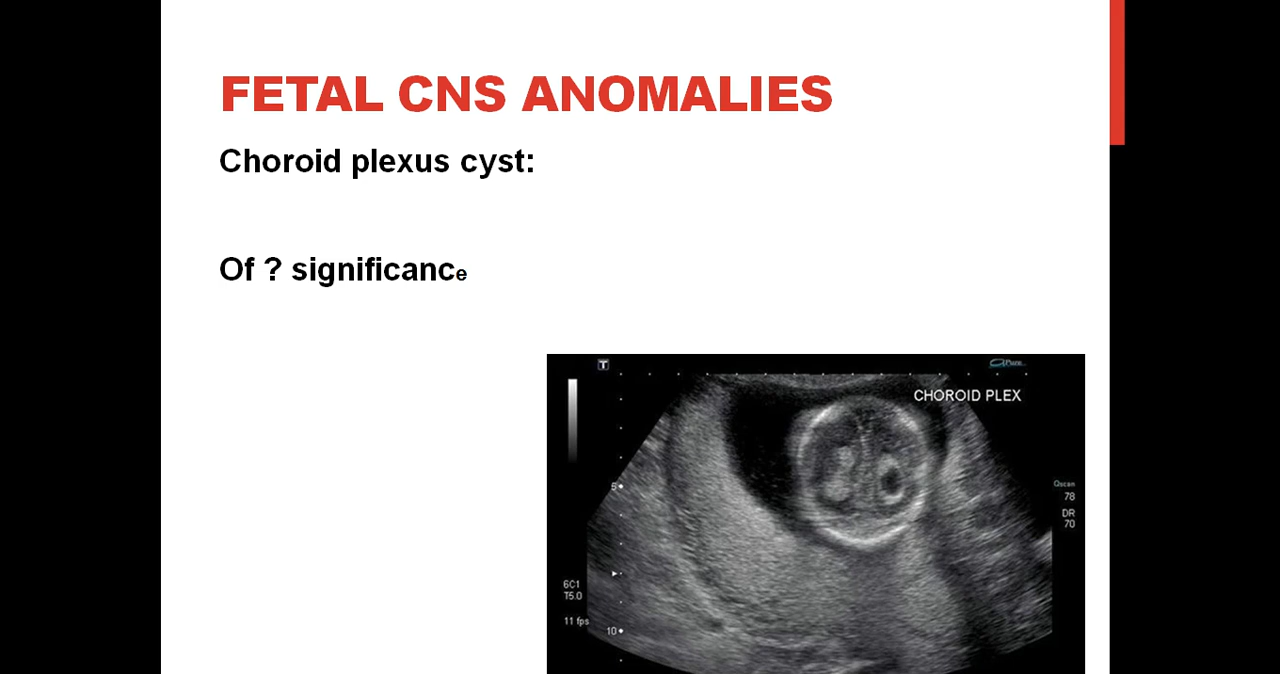 FETAL CNS ANOMALIES
Choroid plexus cyst:
Of ? significance
T
CHOROID PLEX
5
Qscan
78
DR
70
6C1
T5.0
11 fps
10